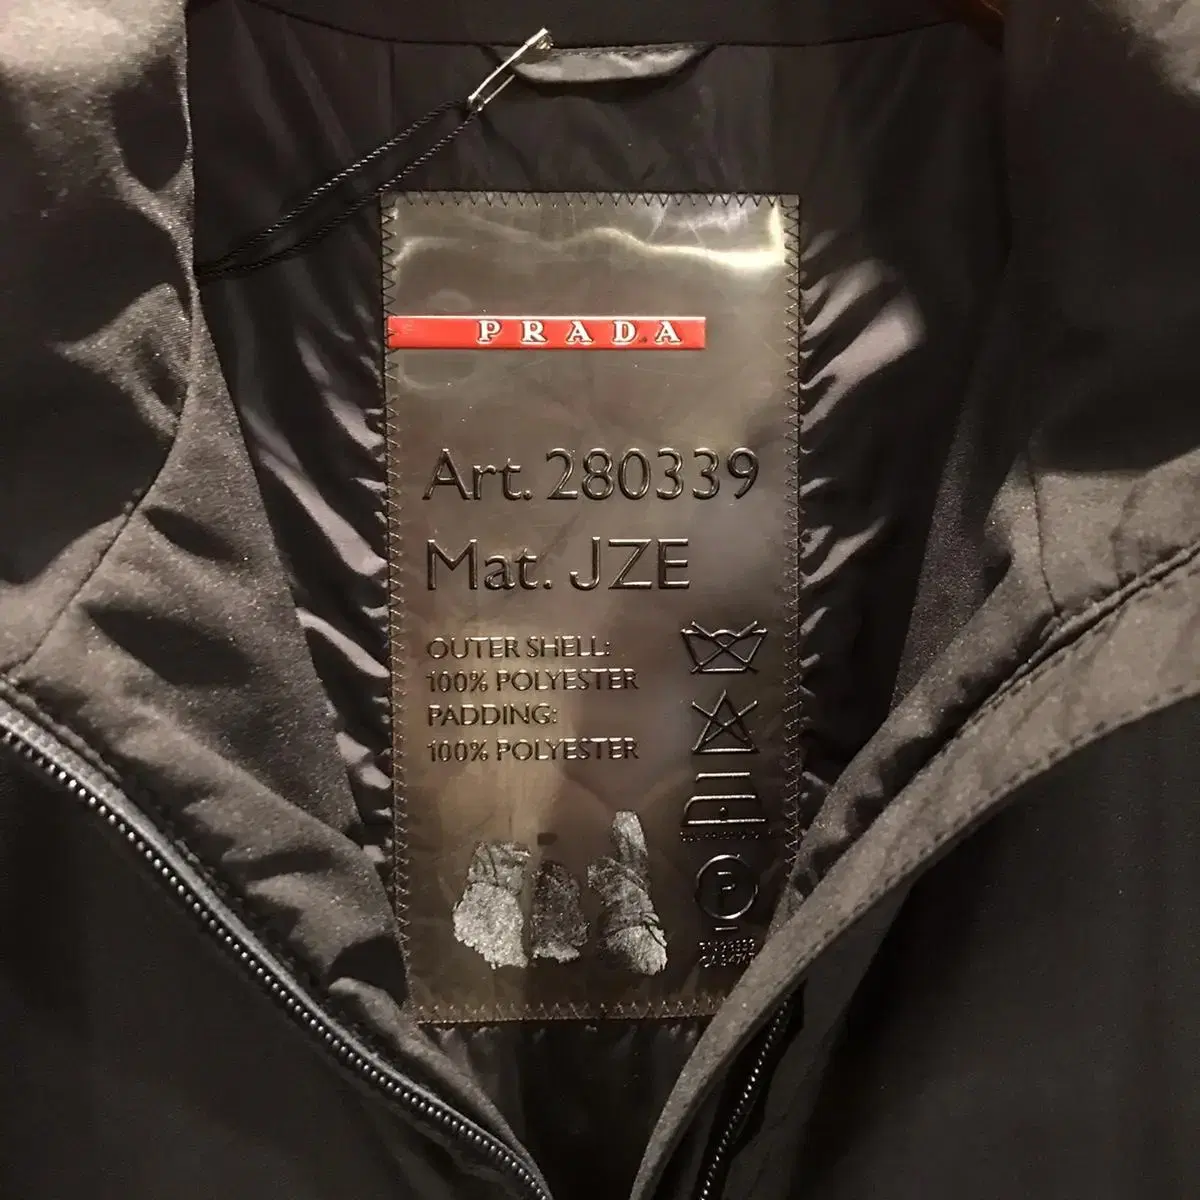 PRADA
Art. 280339
Mat. JZE
OUTER SHELL:
100% POLYESTER
PADDING:
100% POLYESTER
P